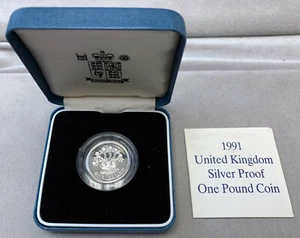 1991
United Kingdom
Silver Proof
One Pound Coin